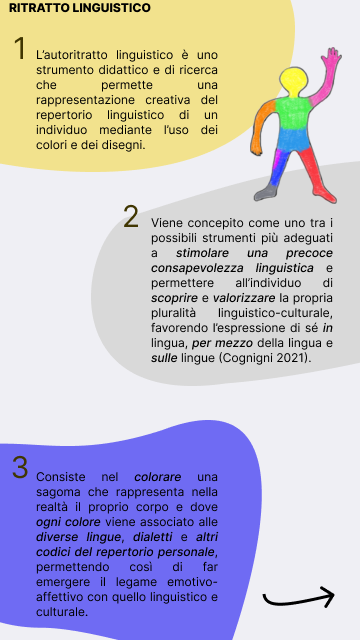 RITRATTO LINGUISTICO
1
L'autoritratto linguistico è uno
strumento didattico e di ricerca
che permette una
rappresentazione creativa del
repertorio linguistico di un
individuo mediante l'uso dei
colori e dei disegni.
2
Viene concepito come uno tra i
possibili strumenti più adeguati
a stimolare una precoce
consapevolezza linguistica e
permettere all'individuo di
scoprire e valorizzare la propria
pluralità linguistico-culturale,
favorendo l'espressione di sé in
lingua, per mezzo della lingua e
sulle lingue (Cognigni 2021).
3
Consiste nel colorare una
sagoma che rappresenta nella
realtà il proprio corpo e dove
ogni colore viene associato alle
diverse lingue, dialetti e altri
codici del repertorio personale,
permettendo così di far
emergere il legame emotivo-
affettivo con quello linguistico e
culturale.